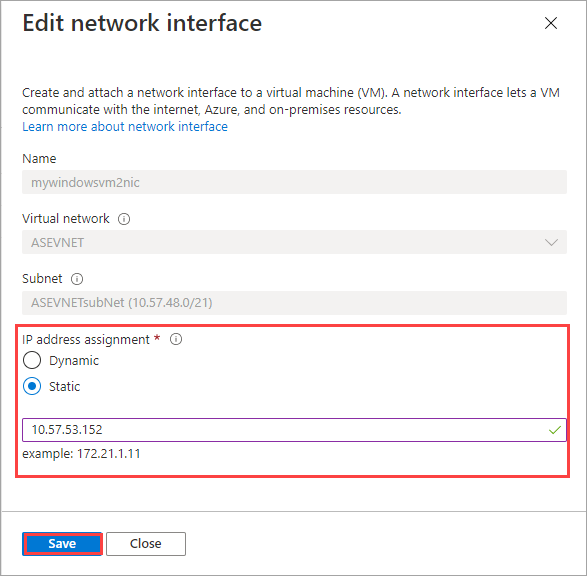 Edit network interface
Create and attach a network interface to a virtual machine (VM). A network interface lets a VM
communicate with the internet, Azure, and on-premises resources.
Learn more about network interface
Name
mywindowsvm2nic
Virtual network
ASEVNET
Subnet
ASEVNETsubNet (10.57.48.0/21)
IP address assignment *
Dynamic
Static
10.57.53.152
example: 172.21.1.11
Save
Close